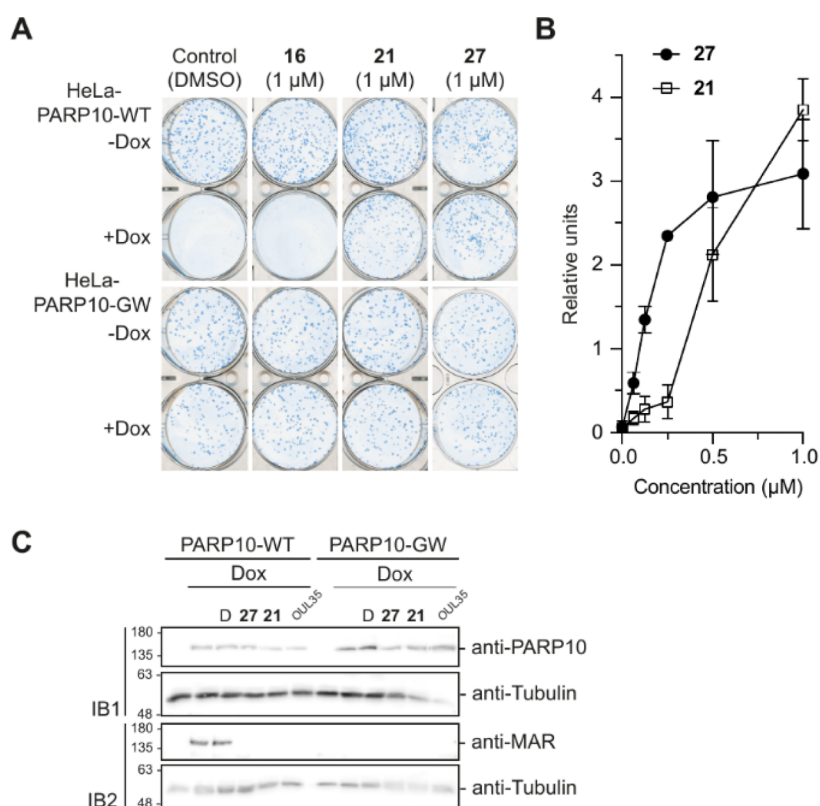 A
Control
(DMSO)
16
(1 µM)
21
(1 µM)
27
(1 µM)
HeLa-
PARP10-WT
-Dox
+Dox
HeLa-
PARP10-GW
-Dox
+Dox
B
27
21
Relative units
4
3
2
1
0
0.0 0.5 1.0
Concentration (µM)
C
PARP10-WT PARP10-GW
Dox Dox
D 27 21 OUL35 D 27 21 OUL35
180
135
anti-PARP10
63
48
anti-Tubulin
IB1
180
135
anti-MAR
63
48
anti-Tubulin
IB2